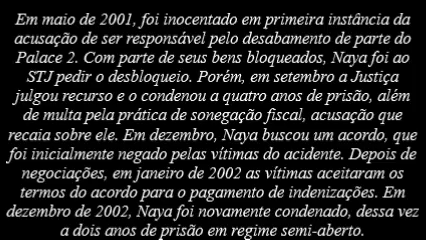 Em maio de 2001, foi inocentado em primeira instância da
acusação de ser responsável pelo desabamento de parte do
Palace 2. Com parte de seus bens bloqueados, Naya foi ao
STJ pedir o desbloqueio. Porém, em setembro a Justiça
julgou recurso e o condenou a quatro anos de prisão, além
de multa pela prática de sonegação fiscal, acusação que
recaia sobre ele. Em dezembro, Naya buscou um acordo, que
foi inicialmente negado pelas vítimas do acidente. Depois de
negociações, em janeiro de 2002 as vítimas aceitaram os
termos do acordo para o pagamento de indenizações. Em
dezembro de 2002, Naya foi novamente condenado, dessa vez
a dois anos de prisão em regime semi-aberto.